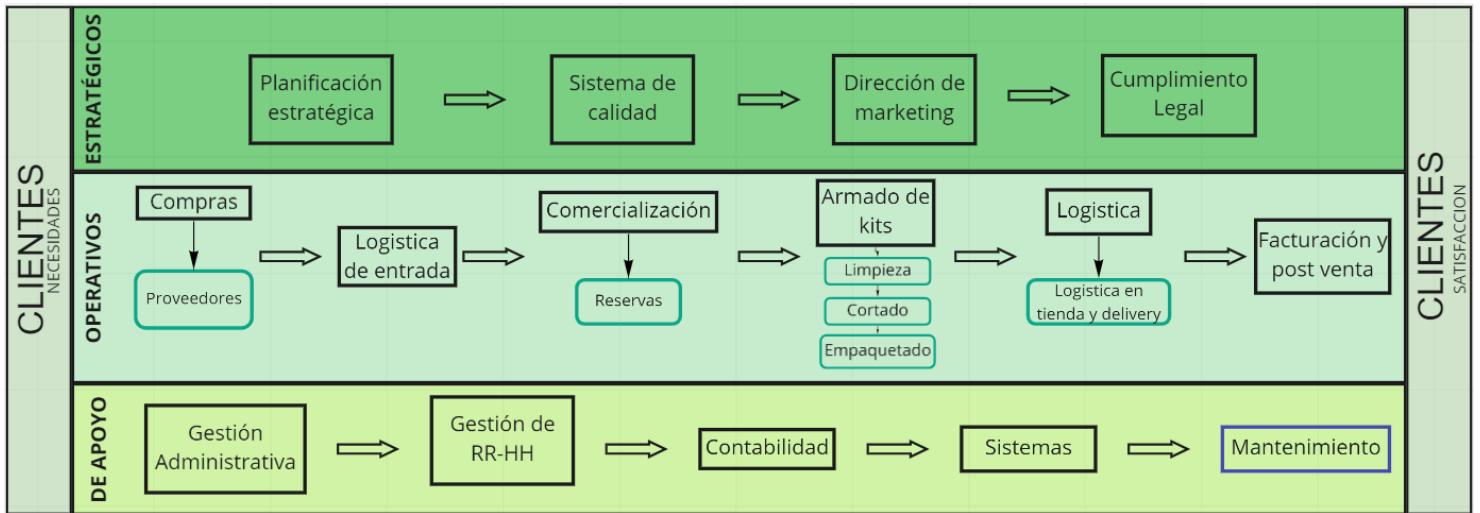 CLIENTES
NECESIDADES
ESTRATÉGICOS
Planificación
estratégica
Sistema de
calidad
Dirección de
marketing
Cumplimiento
Legal
OPERATIVOS
Compras
Proveedores
Logistica
de entrada
Comercialización
Reservas
Armado de
kits
Limpieza
Cortado
Empaquetado
Logistica
Logistica en
tienda y delivery
Facturación y
post venta
DE APOYO
Gestión
Administrativa
Gestión de
RR-HH
Contabilidad
Sistemas
Mantenimiento
CLIENTES
SATISFACCION